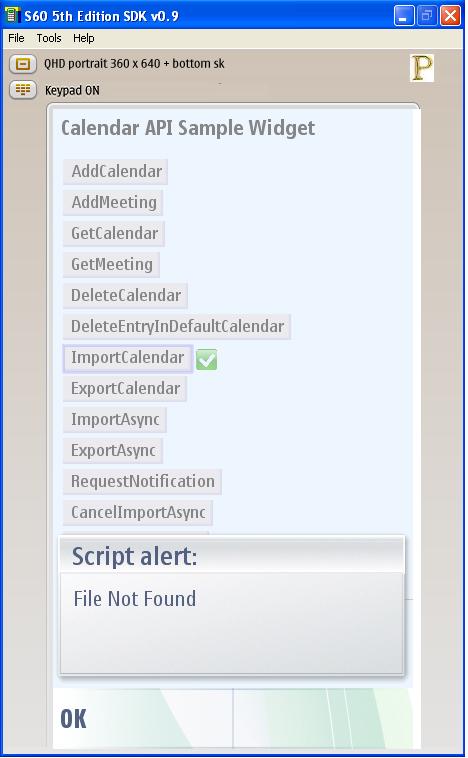 S60 5th Edition SDK v0.9
File Tools Help
QHD portrait 360 x 640 + bottom sk
P
Keypad ON
Calendar API Sample Widget
AddCalendar
AddMeeting
GetCalendar
GetMeeting
DeleteCalendar
DeleteEntryInDefaultCalendar
ImportCalendar
ExportCalendar
ImportAsync
ExportAsync
RequestNotification
CancelImportAsync
Script alert:
File Not Found
OK